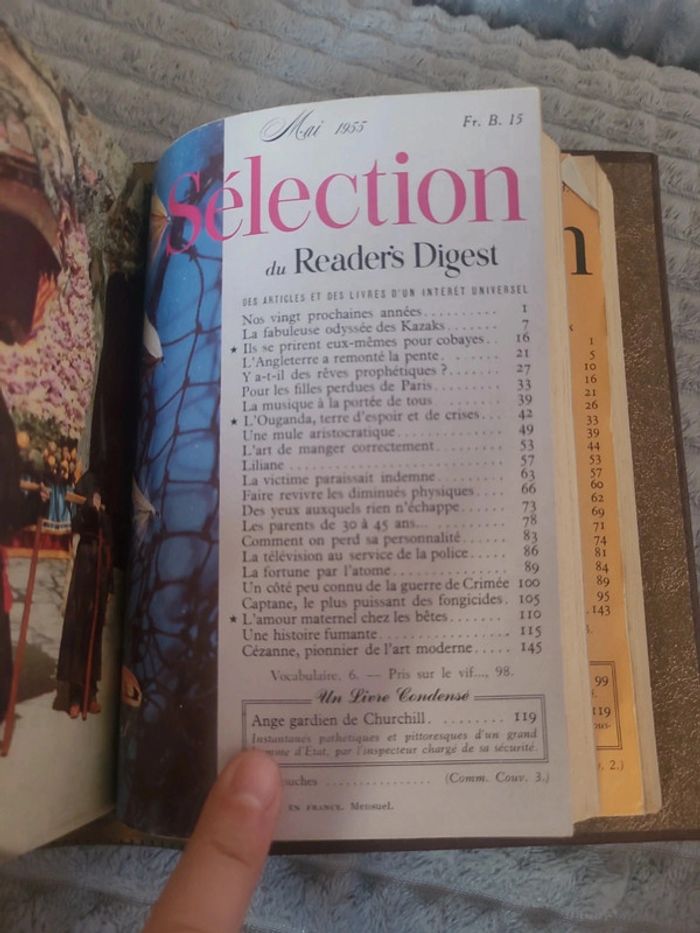 Mai 1955 Fr. B. 15
Sélection
du Reader's Digest
DES ARTICLES ET DES LIVRES D'UN INTÉRÊT UNIVERSEL
Nos vingt prochaines années.......... 1
La fabuleuse odyssée des Kazaks....... 7
★ Ils se prirent eux-mêmes pour cobayes.. 16
L'Angleterre a remonté la pente........ 21
Y a-t-il des rêves prophétiques ?....... 27
Pour les filles perdues de Paris........ 33
La musique à la portée de tous........ 39
★ L'Ouganda, terre d'espoir et de crises... 42
Une mule aristocratique............. 49
L'art de manger correctement......... 53
Liliane........................... 57
La victime paraissait indemne......... 63
Faire revivre les diminués physiques.... 66
Des yeux auxquels rien n'échappe...... 73
Les parents de 30 à 45 ans... ........ 78
Comment on perd sa personnalité...... 83
La télévision au service de la police..... 86
La fortune par l'atome.............. 89
Un côté peu connu de la guerre de Crimée 100
Captane, le plus puissant des fongicides. 105
★ L'amour maternel chez les bêtes....... 110
Une histoire fumante............... 115
Cézanne, pionnier de l'art moderne..... 145
Vocabulaire, 6. — Pris sur le vif..., 98.
Un Livre Condensé
Ange gardien de Churchill......... 119
Instantanés pathétiques et pittoresques d'un grand
d'État, par l'inspecteur chargé de sa sécurité.
(Comm. Couv. 3.)
EN FRANCE. Mensuel.
n
1
5
10
16
21
26
33
39
44
53
57
60
62
69
71
74
81
84
89
95
143
99
119
2.)